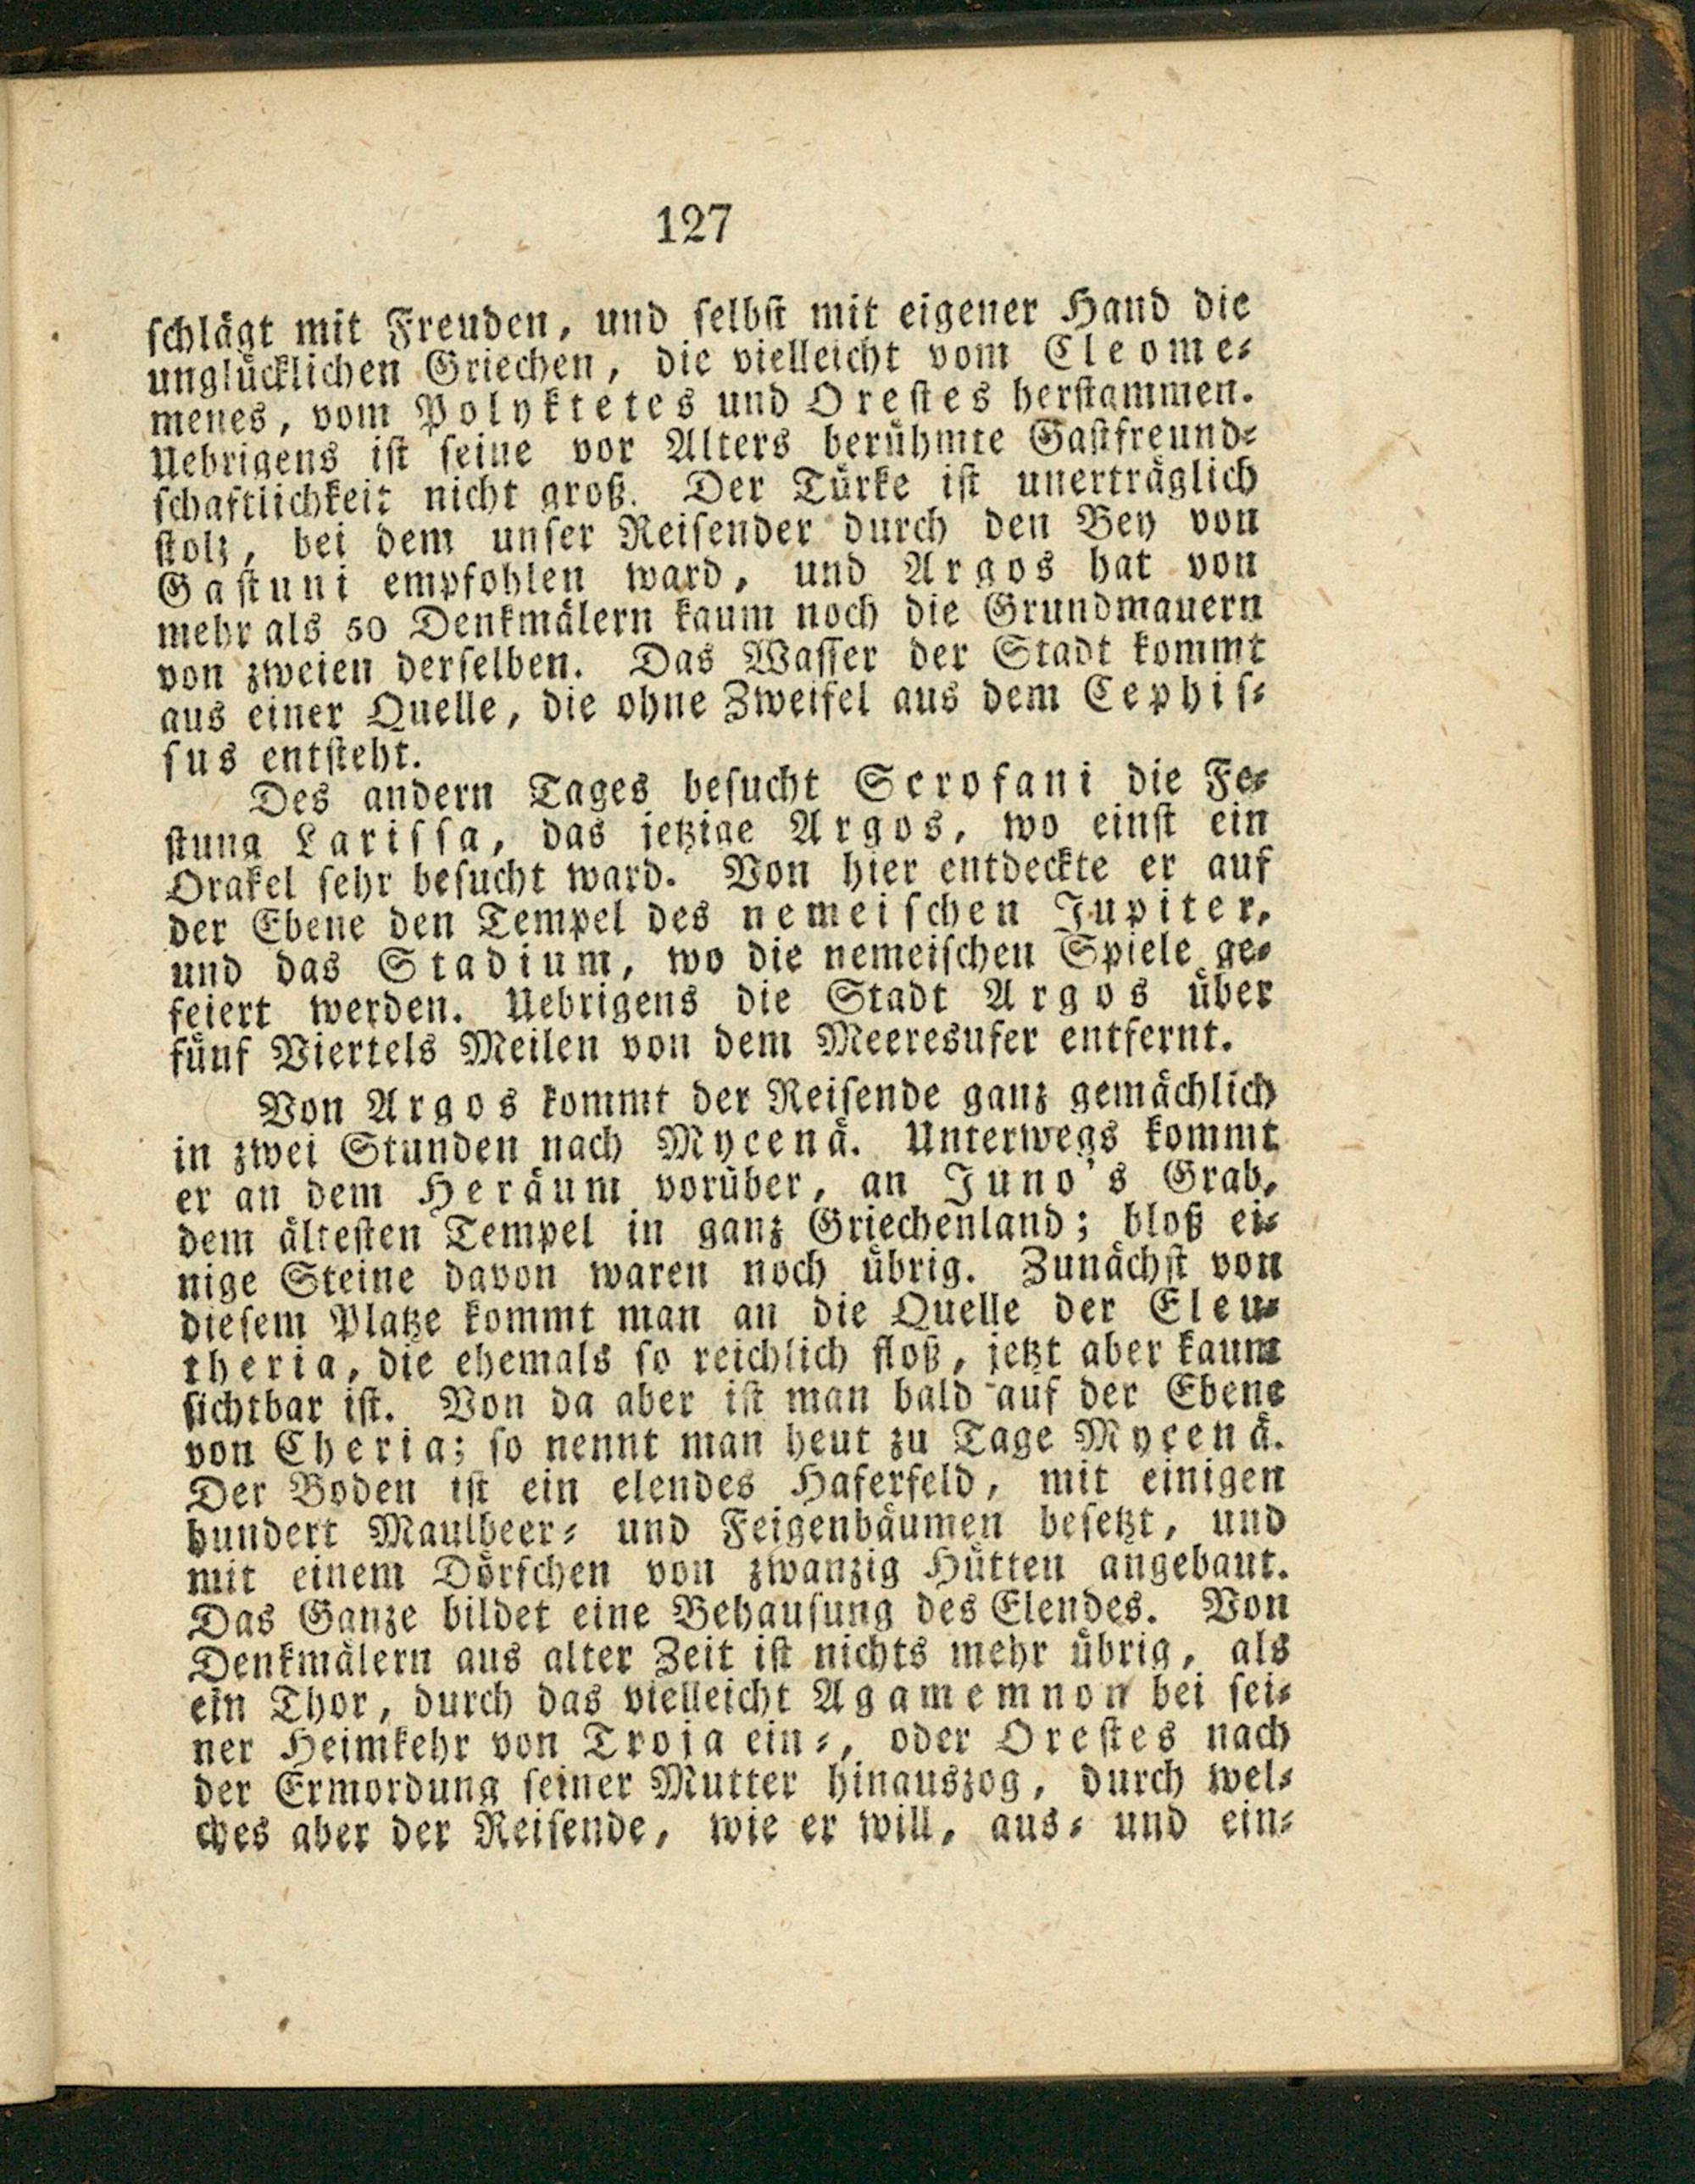 127
schlägt mit Freuden, und selbst mit eigener Hand die
unglücklichen Griechen, die vielleicht vom Cleome-
menes, vom Polyktetes und Orestes herstammen.
Uebrigens ist seine vor Alters berühmte Gastfreund-
schaftlichkeit nicht groß. Der Türke ist unerträglich
stolz, bei dem unser Reisender durch den Bey von
Gastuni empfohlen ward, und Argos hat von
mehr als 50 Denkmälern kaum noch die Grundmauern
von zweien derselben. Das Wasser der Stadt kommt
aus einer Quelle, die ohne Zweifel aus dem Cephis-
sus entsteht.
Des andern Tages besucht Scrofani die Fe-
stung Larissa, das jetzige Argos, wo einst ein
Orakel sehr besucht ward. Von hier entdeckte er auf
der Ebene den Tempel des nemeischen Jupiter,
und das Stadium, wo die nemeischen Spiele ge-
feiert werden. Uebrigens die Stadt Argos über
fünf Viertels Meilen von dem Meeresufer entfernt.
Von Argos kommt der Reisende ganz gemächlich
in zwei Stunden nach Mycenä. Unterwegs kommt
er an dem Heräum vorüber, an Juno's Grab,
dem ältesten Tempel in ganz Griechenland; bloß ei-
nige Steine davon waren noch übrig. Zunächst von
diesem Platze kommt man an die Quelle der Eleu-
theria, die ehemals so reichlich floß, jetzt aber kaum
sichtbar ist. Von da aber ist man bald auf der Ebene
von Cheria; so nennt man heut zu Tage Mycenä.
Der Boden ist ein elendes Haferfeld, mit einigen
hundert Maulbeer- und Feigenbäumen besetzt, und
mit einem Dörfchen von zwanzig Hütten angebaut.
Das Ganze bildet eine Behausung des Elendes. Von
Denkmälern aus alter Zeit ist nichts mehr übrig, als
ein Thor, durch das vielleicht Agamemnon bei sei-
ner Heimkehr von Troja ein-, oder Orestes nach
der Ermordung seiner Mutter hinauszog, durch wel-
ches aber der Reisende, wie er will, aus- und ein-